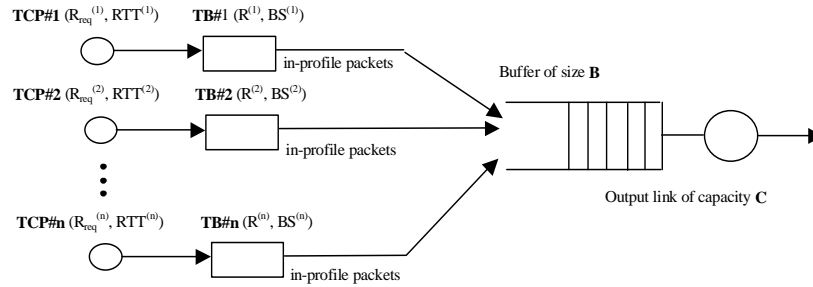 TCP#1 (R_req^(1), RTT^(1)) TB#1 (R^(1), BS^(1))
in-profile packets
Buffer of size B
TCP#2 (R_req^(2), RTT^(2)) TB#2 (R^(2), BS^(2))
in-profile packets
Output link of capacity C
TCP#n (R_req^(n), RTT^(n)) TB#n (R^(n), BS^(n))
in-profile packets